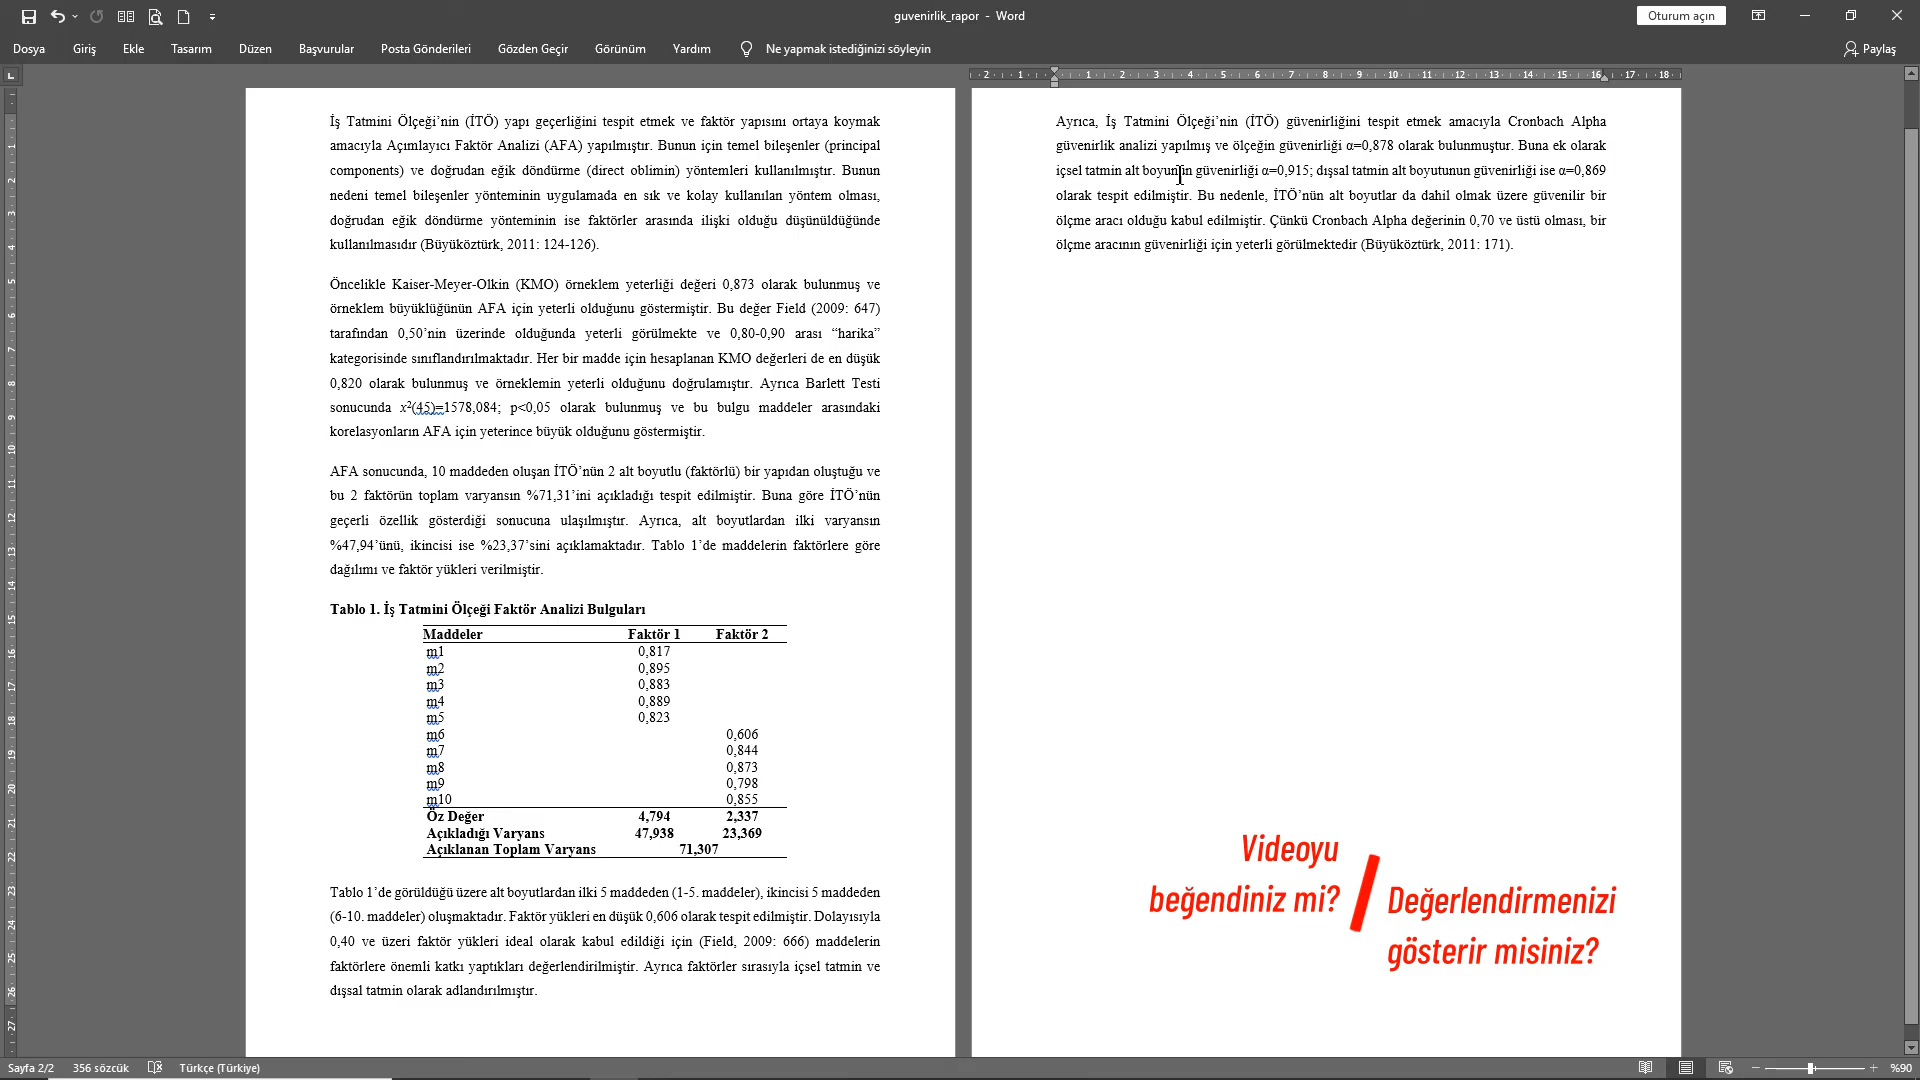 guvenirlik_rapor - Word
Oturum açın
Dosya Giriş Ekle Tasarım Düzen Başvurular Posta Gönderileri Gözden Geçir Görünüm Yardım Ne yapmak istediğinizi söyleyin Paylaş
İş Tatmini Ölçeği’nin (İTÖ) yapı geçerliğini tespit etmek ve faktör yapısını ortaya koymak
amacıyla Açımlayıcı Faktör Analizi (AFA) yapılmıştır. Bunun için temel bileşenler (principal
components) ve doğrudan eğik döndürme (direct oblimin) yöntemleri kullanılmıştır. Bunun
nedeni temel bileşenler yönteminin uygulamada en sık ve kolay kullanılan yöntem olması,
doğrudan eğik döndürme yönteminin ise faktörler arasında ilişki olduğu düşünüldüğünde
kullanılmasıdır (Büyüköztürk, 2011: 124-126).
Öncelikle Kaiser-Meyer-Olkin (KMO) örneklem yeterliği değeri 0,873 olarak bulunmuş ve
örneklem büyüklüğünün AFA için yeterli olduğunu göstermiştir. Bu değer Field (2009: 647)
tarafından 0,50’nin üzerinde olduğunda yeterli görülmekte ve 0,80-0,90 arası “harika”
kategorisinde sınıflandırılmaktadır. Her bir madde için hesaplanan KMO değerleri de en düşük
0,820 olarak bulunmuş ve örneklemin yeterli olduğunu doğrulamıştır. Ayrıca Barlett Testi
sonucunda x²(45)=1578,084; p<0,05 olarak bulunmuş ve bu bulgu maddeler arasındaki
korelasyonların AFA için yeterince büyük olduğunu göstermiştir.
AFA sonucunda, 10 maddeden oluşan İTÖ’nün 2 alt boyutlu (faktörlü) bir yapıdan oluştuğu ve
bu 2 faktörün toplam varyansın %71,31’ini açıkladığı tespit edilmiştir. Buna göre İTÖ’nün
geçerli özellik gösterdiği sonucuna ulaşılmıştır. Ayrıca, alt boyutlardan ilki varyansın
%47,94’ünü, ikincisi ise %23,37’sini açıklamaktadır. Tablo 1’de maddelerin faktörlere göre
dağılımı ve faktör yükleri verilmiştir.
Tablo 1. İş Tatmini Ölçeği Faktör Analizi Bulguları
Maddeler Faktör 1 Faktör 2
m1 0,817
m2 0,895
m3 0,883
m4 0,889
m5 0,823
m6 0,606
m7 0,844
m8 0,873
m9 0,798
m10 0,855
Öz Değer 4,794 2,337
Açıkladığı Varyans 47,938 23,369
Açıklanan Toplam Varyans 71,307
Tablo 1’de görüldüğü üzere alt boyutlardan ilki 5 maddeden (1-5. maddeler), ikincisi 5 maddeden
(6-10. maddeler) oluşmaktadır. Faktör yükleri en düşük 0,606 olarak tespit edilmiştir. Dolayısıyla
0,40 ve üzeri faktör yükleri ideal olarak kabul edildiği için (Field, 2009: 666) maddelerin
faktörlere önemli katkı yaptıkları değerlendirilmiştir. Ayrıca faktörler sırasıyla içsel tatmin ve
dışsal tatmin olarak adlandırılmıştır.
Ayrıca, İş Tatmini Ölçeği’nin (İTÖ) güvenirliğini tespit etmek amacıyla Cronbach Alpha
güvenirlik analizi yapılmış ve ölçeğin güvenirliği α=0,878 olarak bulunmuştur. Buna ek olarak
içsel tatmin alt boyunun güvenirliği α=0,915; dışsal tatmin alt boyutunun güvenirliği ise α=0,869
olarak tespit edilmiştir. Bu nedenle, İTÖ’nün alt boyutlar da dahil olmak üzere güvenilir bir
ölçme aracı olduğu kabul edilmiştir. Çünkü Cronbach Alpha değerinin 0,70 ve üstü olması, bir
ölçme aracının güvenirliği için yeterli görülmektedir (Büyüköztürk, 2011: 171).
Videoyu
beğendiniz mi?
Değerlendirmenizi
gösterir misiniz?
Sayfa 2/2 356 sözcük Türkçe (Türkiye) %90